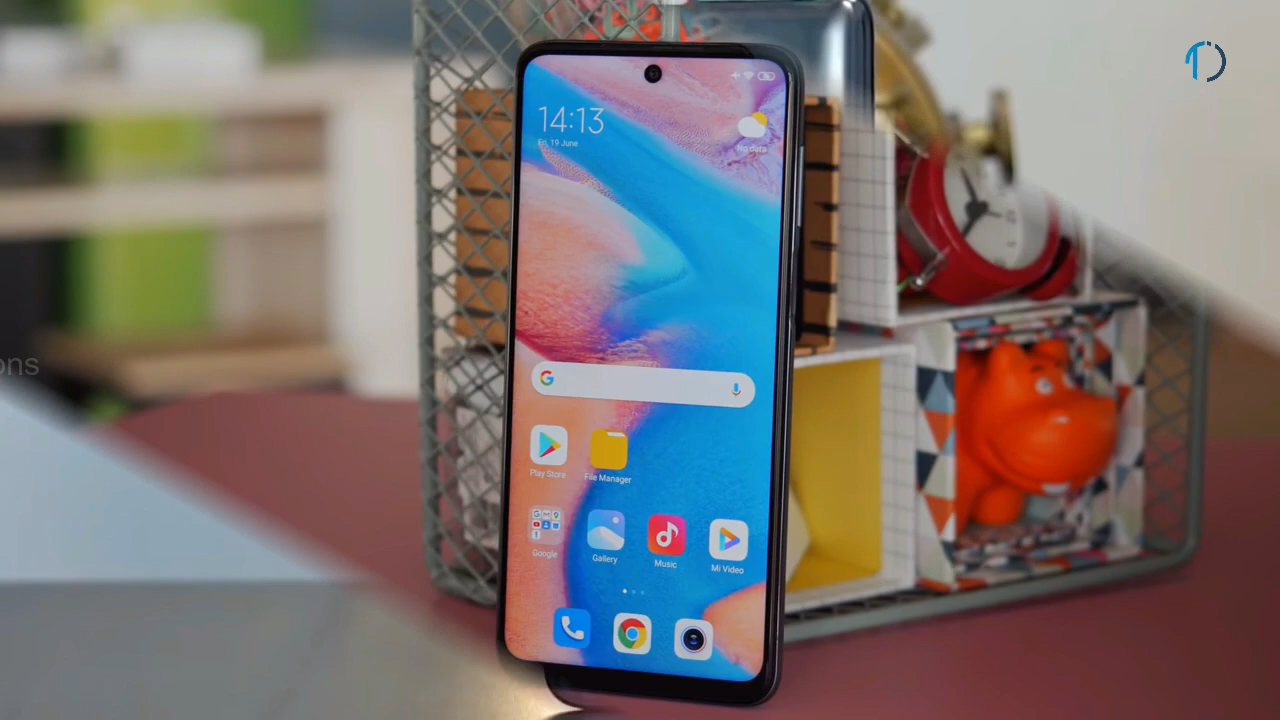 14:13
Fri, 19 June
No data
Play Store
File Manager
Google
Gallery
Music
Mi Video
ons